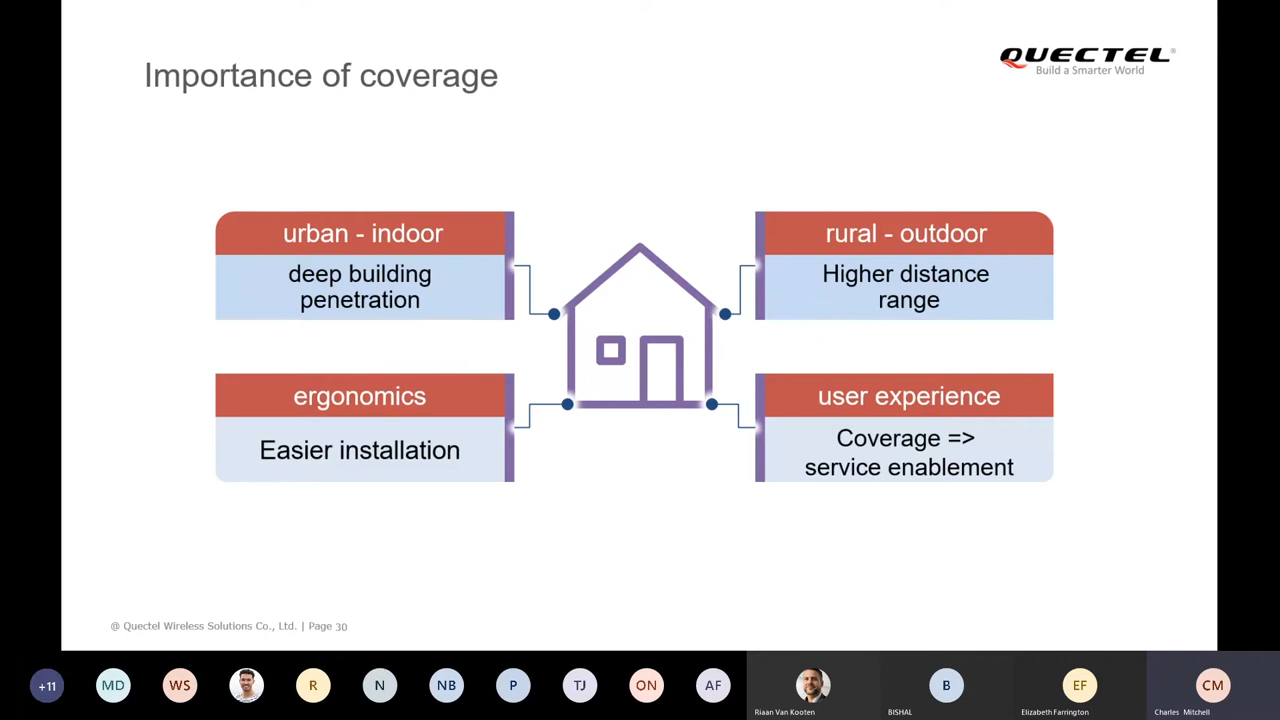 Importance of coverage
QUECTEL®
Build a Smarter World
urban - indoor
deep building
penetration
rural - outdoor
Higher distance
range
ergonomics
Easier installation
user experience
Coverage =>
service enablement
@ Quectel Wireless Solutions Co., Ltd. | Page 30
+11
MD
WS
R
N
NB
P
TJ
ON
AF
Riaan Van Kooten
B
BISHAL
EF
Elizabeth Farrington
CM
Charles Mitchell